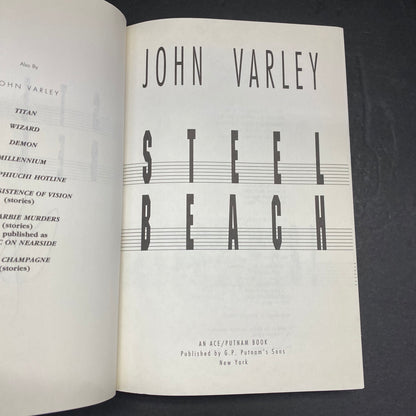 Also By
JOHN VARLEY
TITAN
WIZARD
DEMON
MILLENNIUM
PHIUCHI HOTLINE
SISTENCE OF VISION
(stories)
ARBIE MURDERS
(stories)
published as
C ON NEARSIDE
CHAMPAGNE
(stories)
JOHN VARLEY
STEEL
BEACH
AN ACE/PUTNAM BOOK
Published by G.P. Putnam's Sons
New York